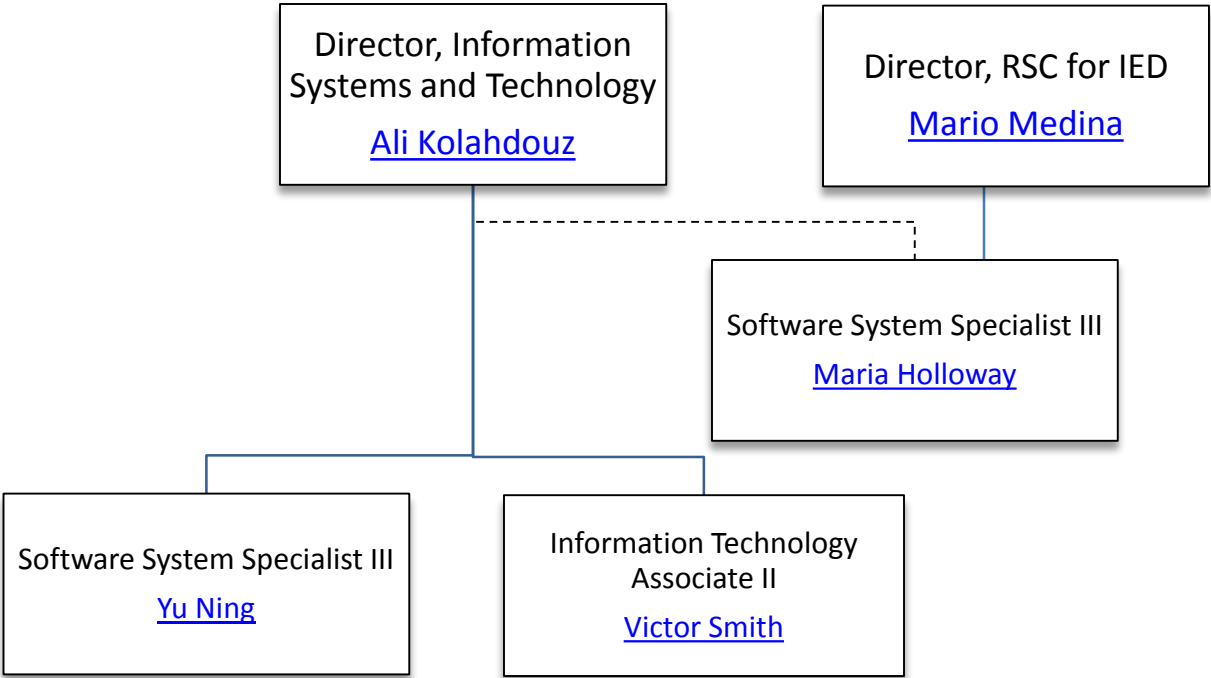 Director, Information
Systems and Technology
Ali Kolahdouz
Director, RSC for IED
Mario Medina
Software System Specialist III
Maria Holloway
Software System Specialist III
Yu Ning
Information Technology
Associate II
Victor Smith